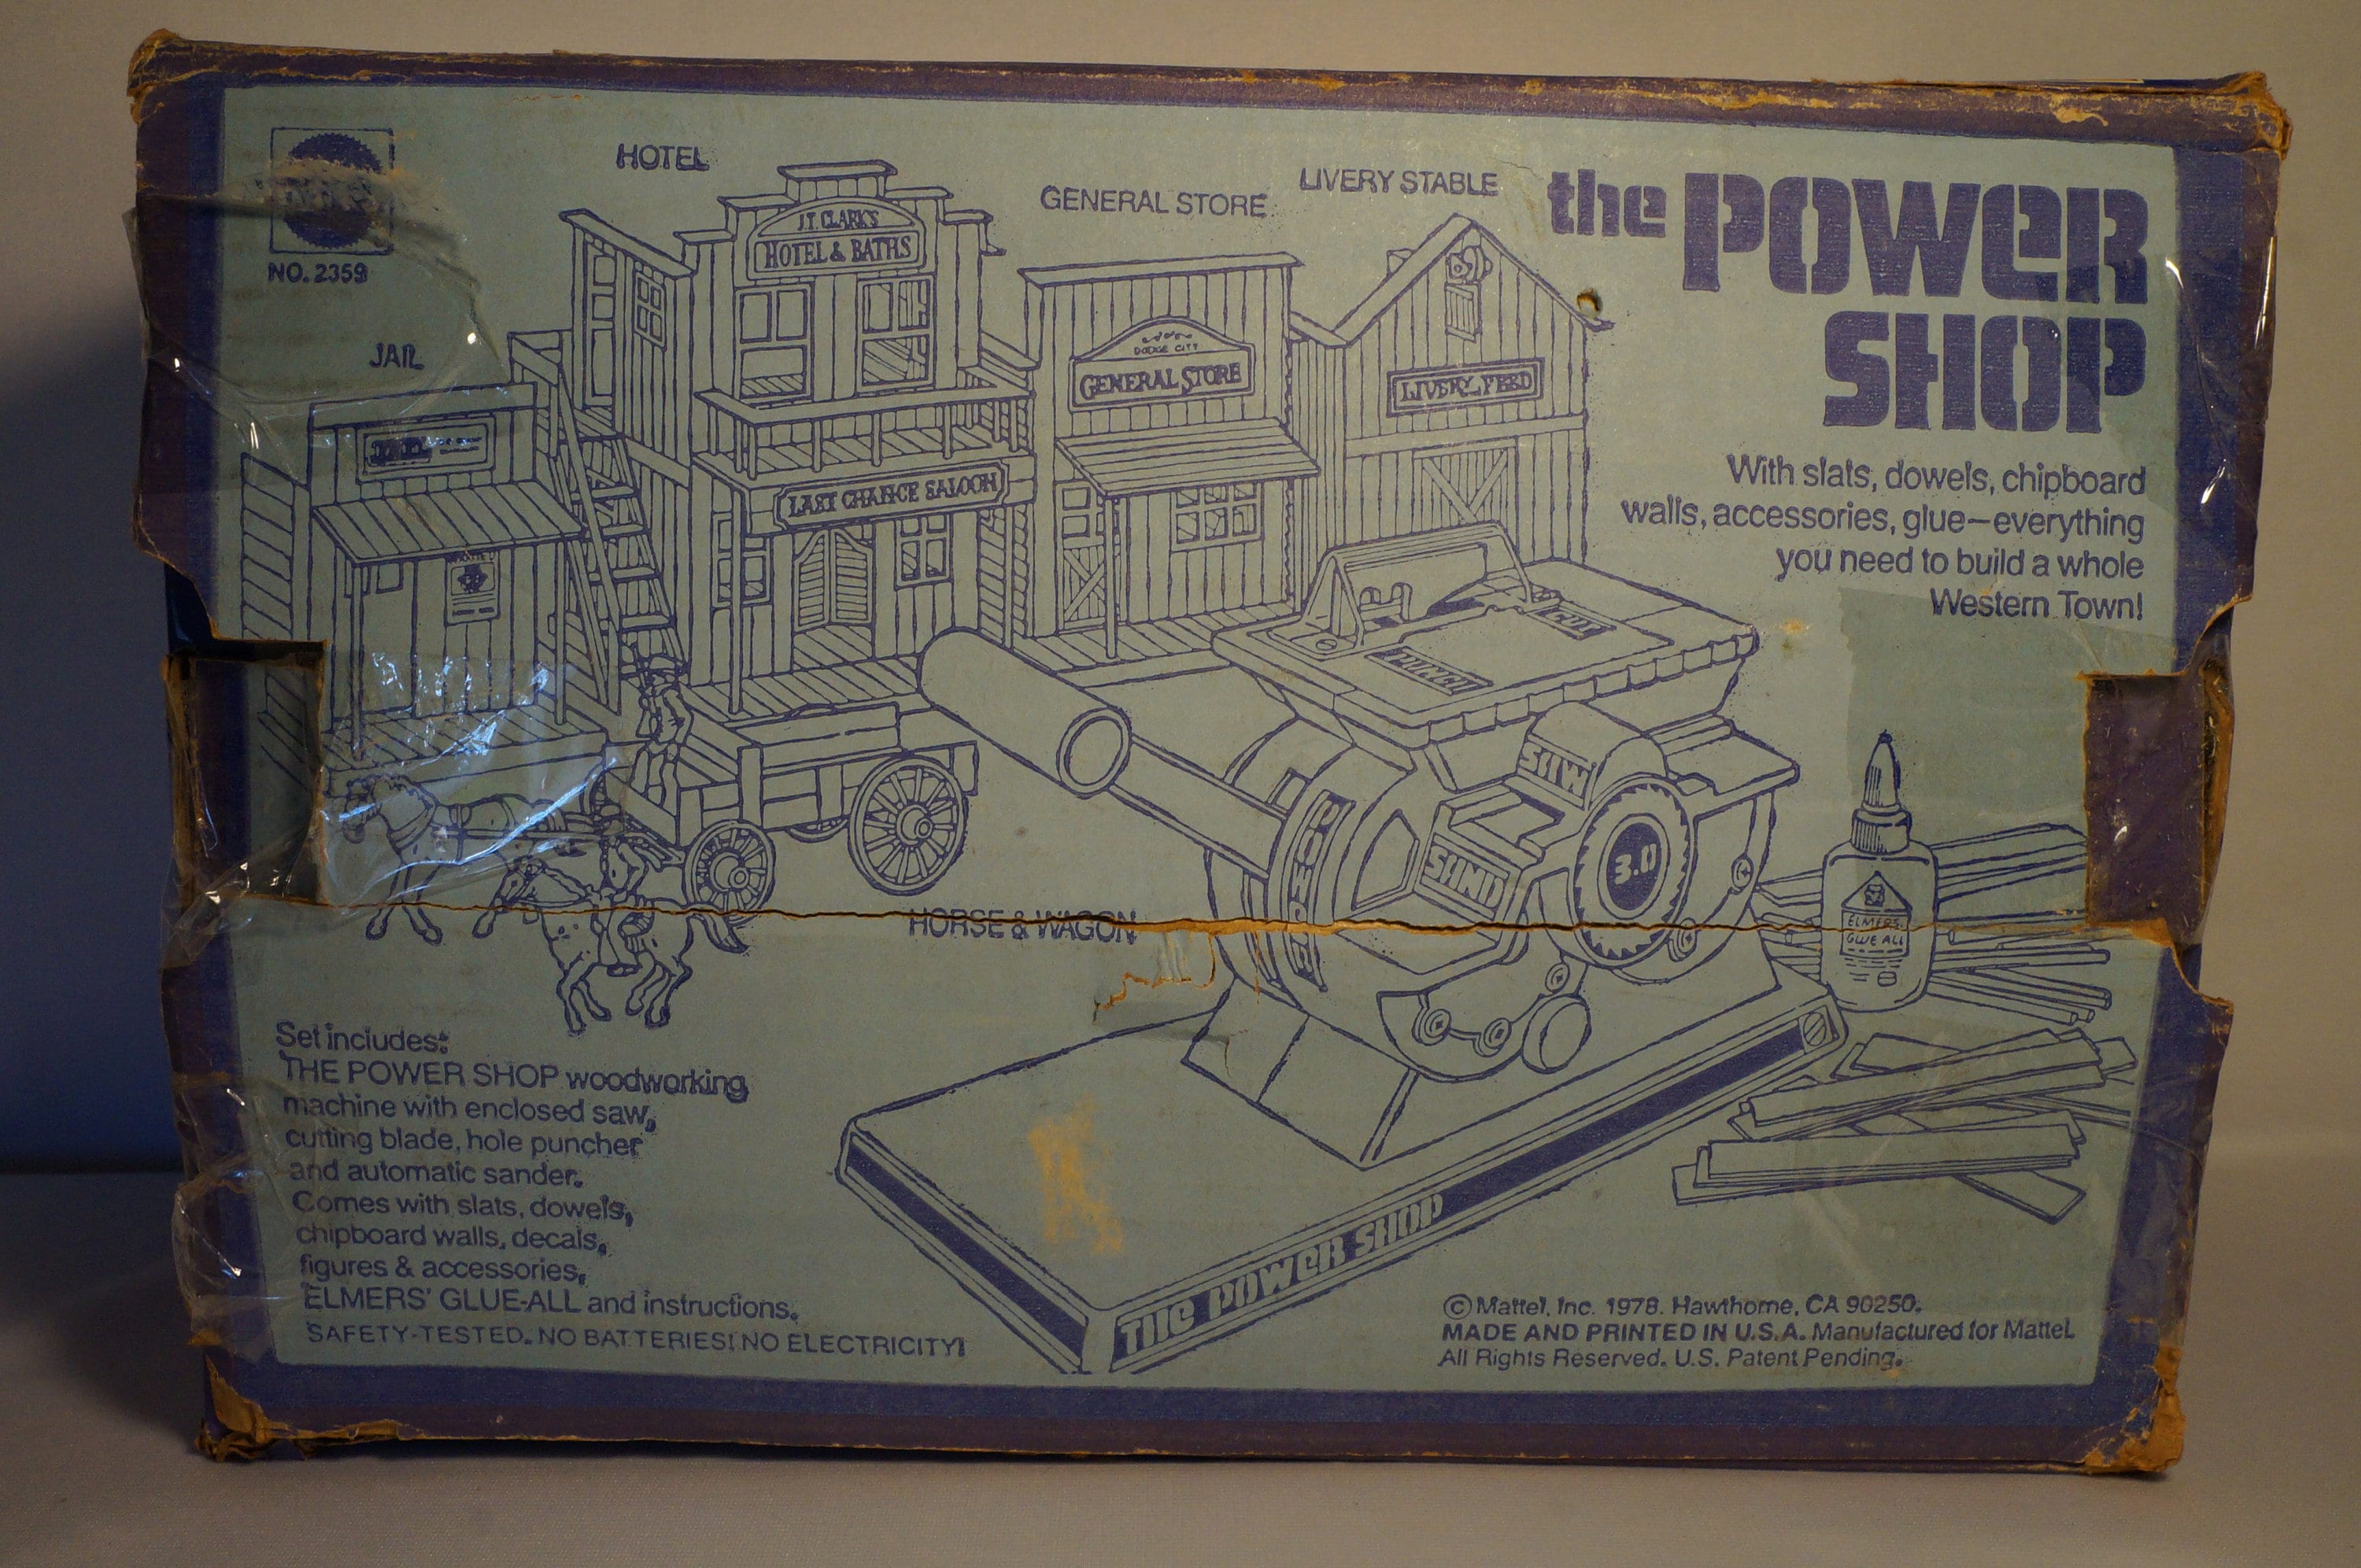 NO. 2359
HOTEL
GENERAL STORE
LIVERY STABLE
JAIL
the POWER
SHOP
With slats, dowels, chipboard
walls, accessories, glue—everything
you need to build a whole
Western Town!
J.T. CLARK'S
HOTEL & BATHS
LAST CHANCE SALOON
DODGE CITY
GENERAL STORE
LIVERY FEED
CUT
PUNCH
SAW
SAND
POWER
3.0
ELMERS
GLUE ALL
HORSE & WAGON
Set includes:
THE POWER SHOP woodworking
machine with enclosed saw,
cutting blade, hole puncher
and automatic sander.
Comes with slats, dowels,
chipboard walls, decals,
figures & accessories,
ELMERS' GLUE-ALL and instructions.
SAFETY-TESTED. NO BATTERIES! NO ELECTRICITY!
THE POWER SHOP
© Mattel, Inc. 1978. Hawthorne, CA 90250.
MADE AND PRINTED IN U.S.A. Manufactured for Mattel.
All Rights Reserved. U.S. Patent Pending.